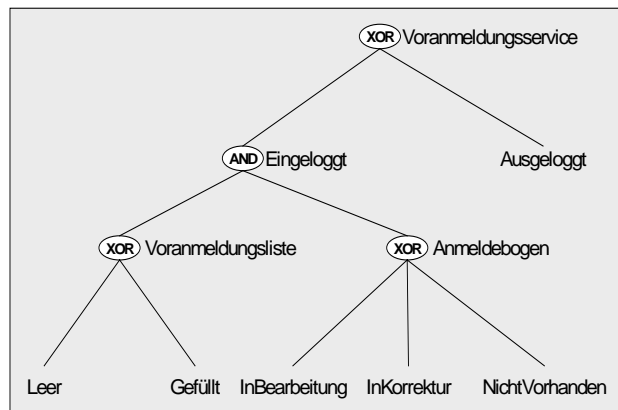 XOR Voranmeldungsservice
AND Eingeloggt Ausgeloggt
XOR Voranmeldungsliste XOR Anmeldebogen
Leer Gefüllt InBearbeitung InKorrektur NichtVorhanden